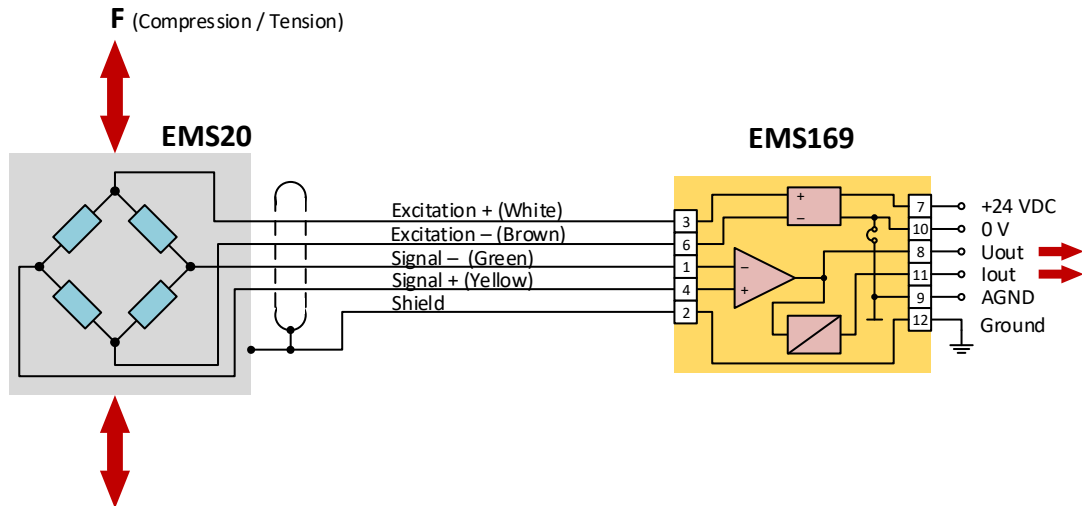 F (Compression / Tension)
EMS20
EMS169
Excitation + (White)
Excitation – (Brown)
Signal – (Green)
Signal + (Yellow)
Shield
3
6
1
4
2
+
–
–
+
7
10
8
11
9
12
+24 VDC
0 V
Uout
Iout
AGND
Ground